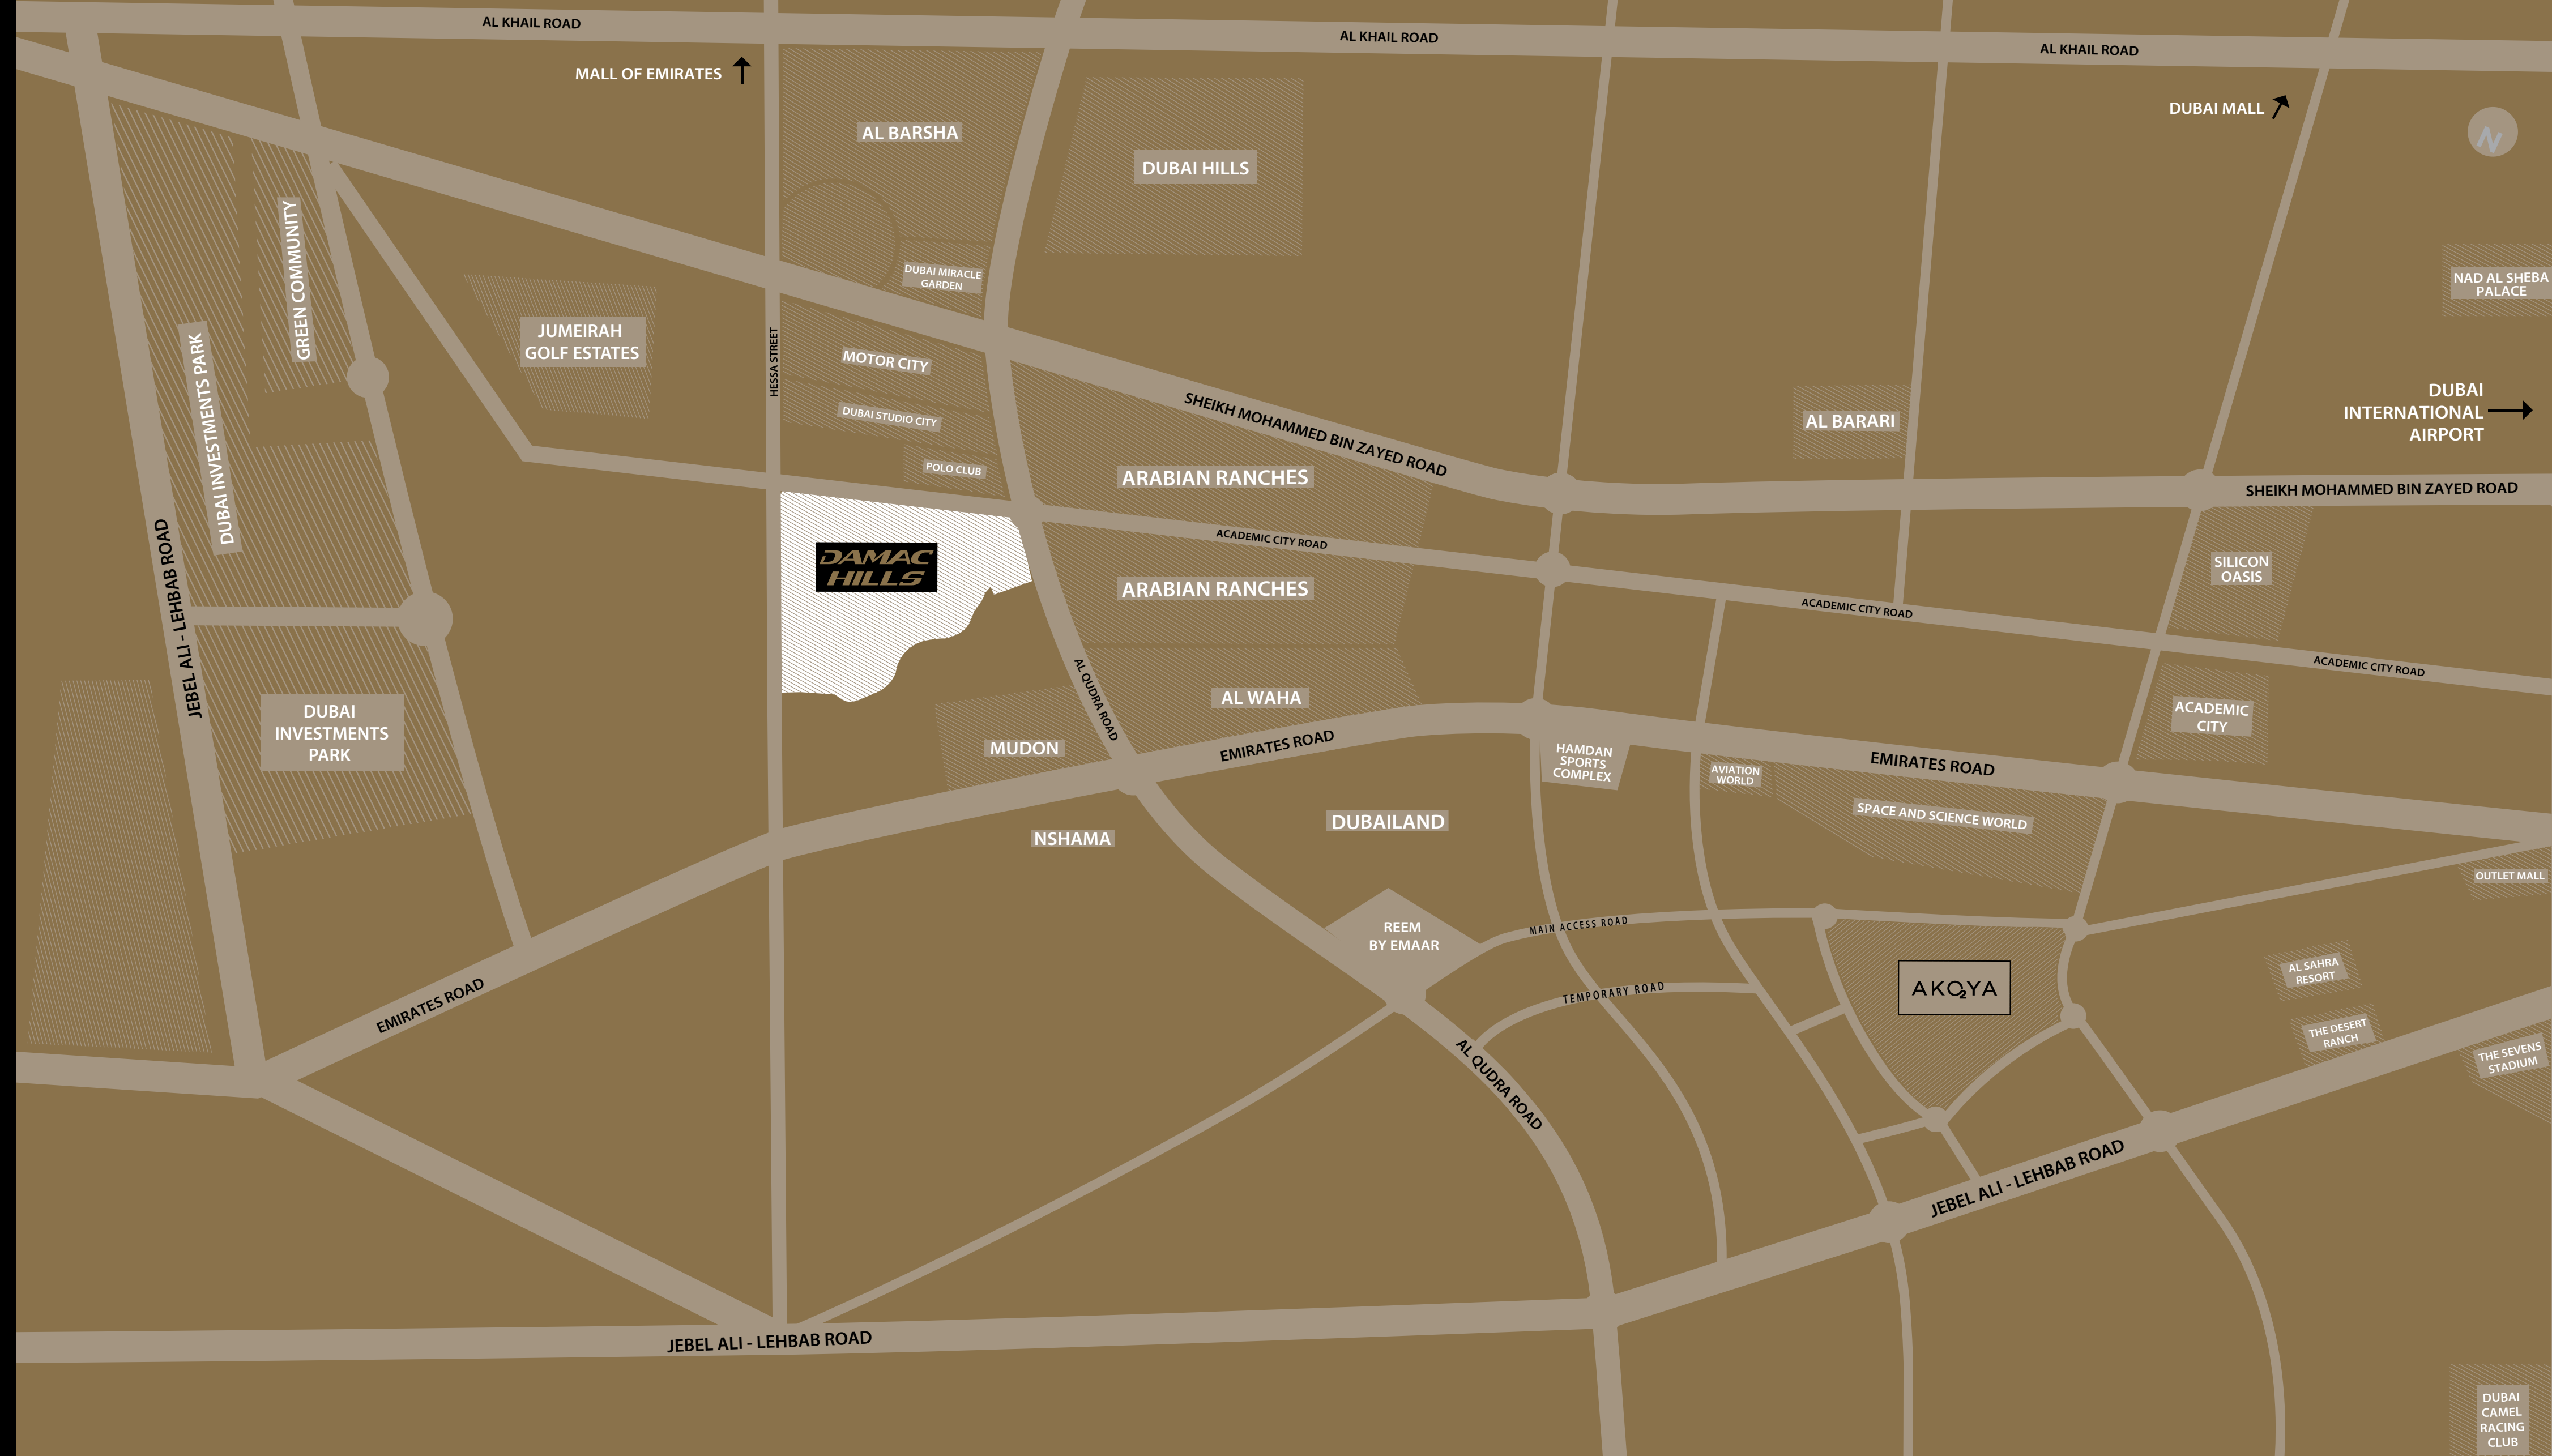 AL KHAIL ROAD
AL KHAIL ROAD
AL KHAIL ROAD
MALL OF EMIRATES
DUBAI MALL
N
AL BARSHA
DUBAI HILLS
GREEN COMMUNITY
DUBAI MIRACLE
GARDEN
NAD AL SHEBA
PALACE
JUMEIRAH
GOLF ESTATES
HESSA STREET
MOTOR CITY
DUBAI STUDIO CITY
POLO CLUB
DUBAI INVESTMENTS PARK
SHEIKH MOHAMMED BIN ZAYED ROAD
AL BARARI
DUBAI
INTERNATIONAL
AIRPORT
ARABIAN RANCHES
SHEIKH MOHAMMED BIN ZAYED ROAD
ACADEMIC CITY ROAD
DAMAC
HILLS
ARABIAN RANCHES
SILICON
OASIS
ACADEMIC CITY ROAD
JEBEL ALI - LEHBAB ROAD
ACADEMIC CITY ROAD
AL QUDRA ROAD
AL WAHA
DUBAI
INVESTMENTS
PARK
ACADEMIC
CITY
MUDON
EMIRATES ROAD
HAMDAN
SPORTS
COMPLEX
AVIATION
WORLD
EMIRATES ROAD
SPACE AND SCIENCE WORLD
NSHAMA
DUBAILAND
OUTLET MALL
REEM
BY EMAAR
MAIN ACCESS ROAD
TEMPORARY ROAD
AKO2YA
AL SAHRA
RESORT
EMIRATES ROAD
THE DESERT
RANCH
THE SEVENS
STADIUM
AL QUDRA ROAD
JEBEL ALI - LEHBAB ROAD
JEBEL ALI - LEHBAB ROAD
DUBAI
CAMEL
RACING
CLUB